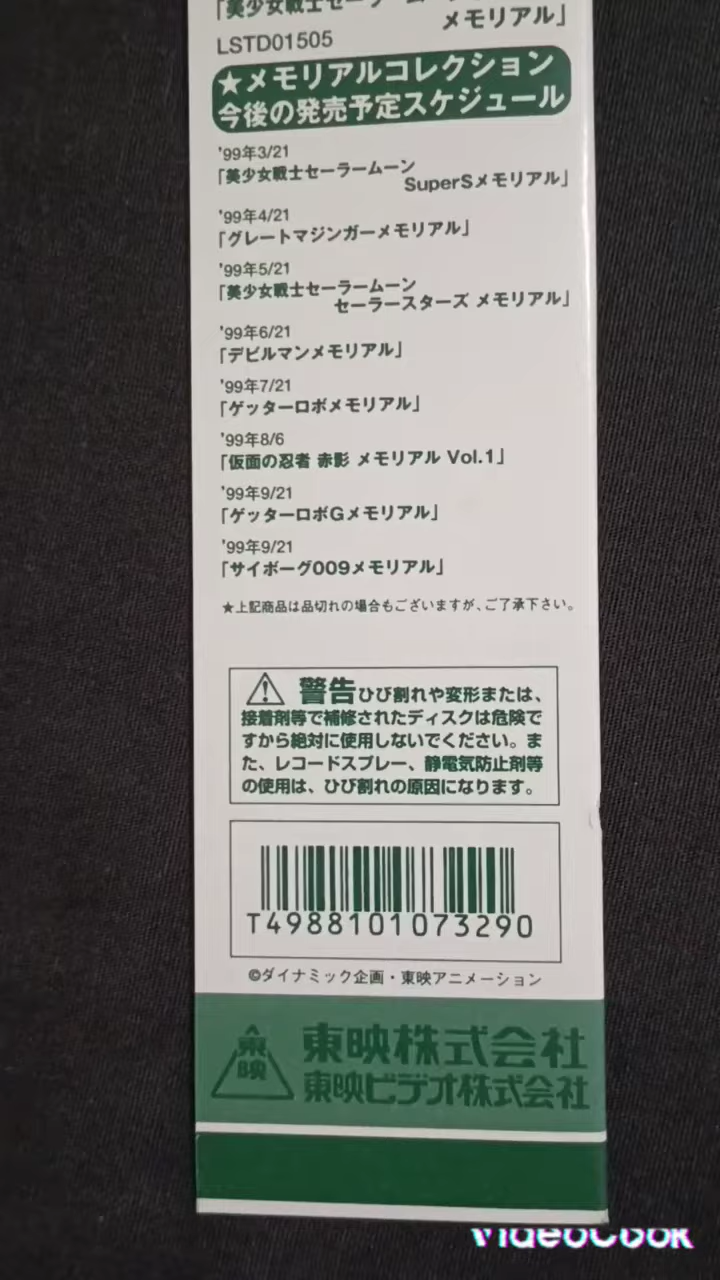 「美少女戦士セーラームーン
メモリアル」
LSTD01505
★メモリアルコレクション
今後の発売予定スケジュール
'99年3/21
「美少女戦士セーラームーン
SuperSメモリアル」
'99年4/21
「グレートマジンガーメモリアル」
'99年5/21
「美少女戦士セーラームーン
セーラースターズ メモリアル」
'99年6/21
「デビルマンメモリアル」
'99年7/21
「ゲッターロボメモリアル」
'99年8/6
「仮面の忍者 赤影 メモリアル Vol.1」
'99年9/21
「ゲッターロボGメモリアル」
'99年9/21
「サイボーグ009メモリアル」
★上記商品は品切れの場合もございますが、ご了承下さい。
警告ひび割れや変形または、
接着剤等で補修されたディスクは危険で
すから絶対に使用しないでください。ま
た、レコードスプレー、静電気防止剤等
の使用は、ひび割れの原因になります。
T4988101073290
©ダイナミック企画・東映アニメーション
東映
東映株式会社
東映ビデオ株式会社
VideoCook